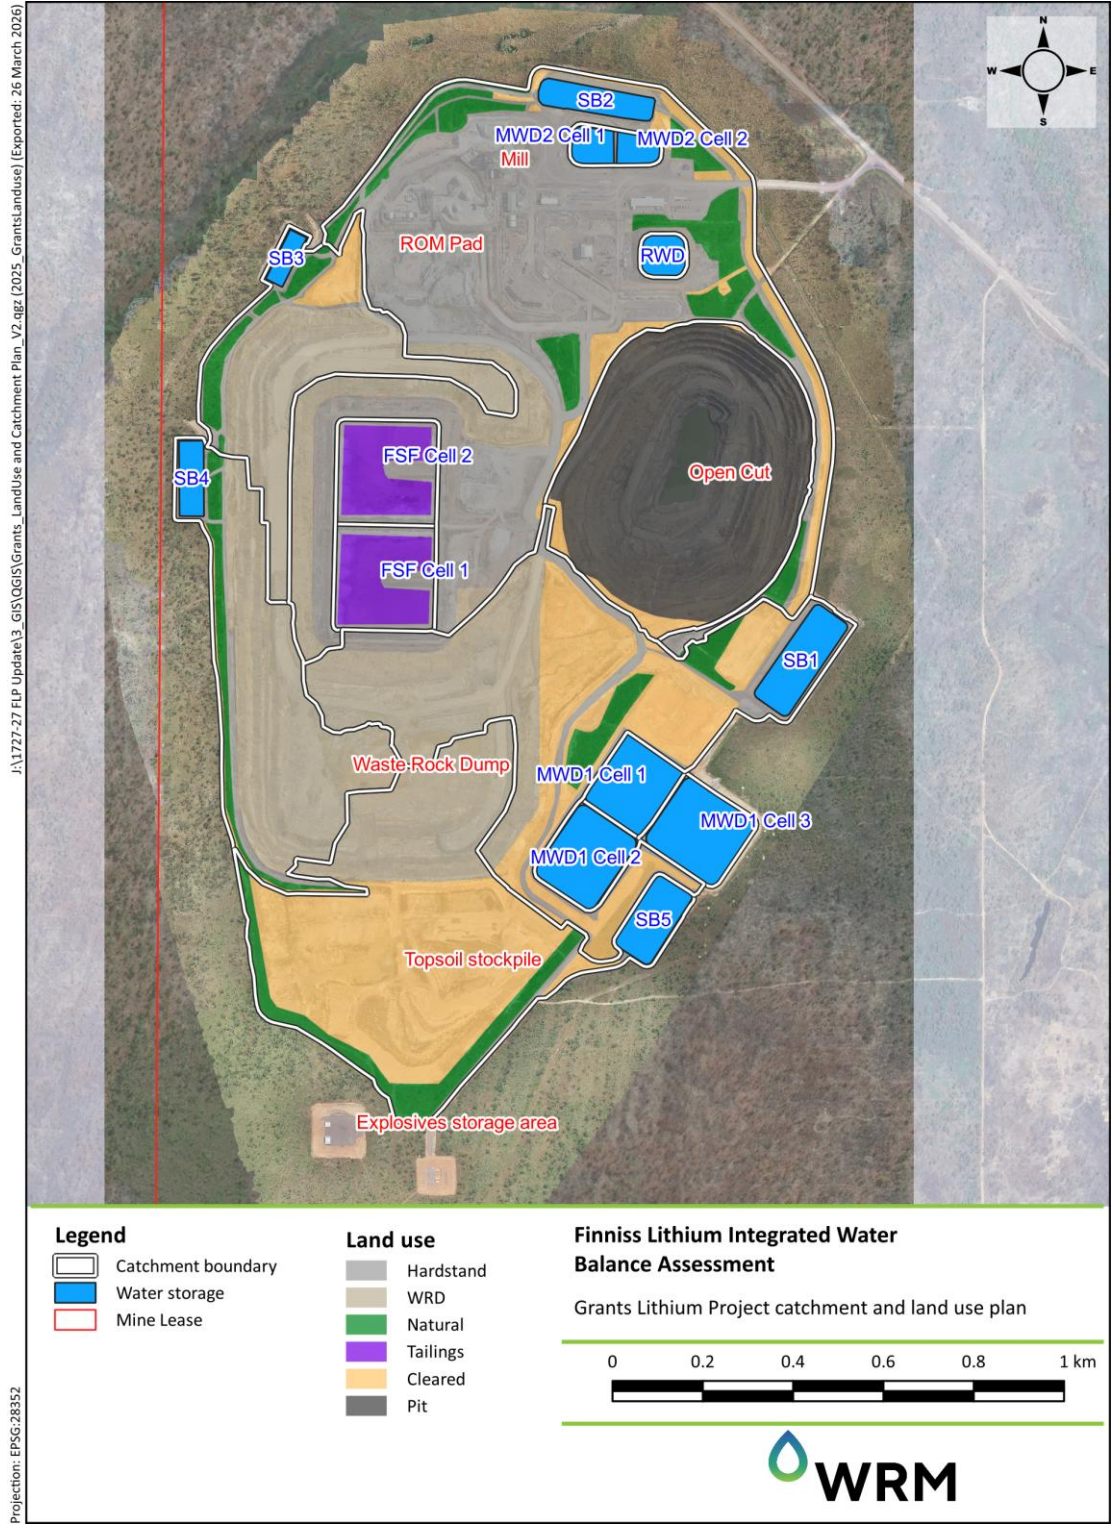 J:\1727-27 FLP Update\3_GIS\QGIS\Grants_LandUse and Catchment Plan_V2.qgz (2025_GrantsLanduse) (Exported: 26 March 2026)
N
W
E
S
SB2
MWD2 Cell 1
MWD2 Cell 2
Mill
ROM Pad
SB3
RWD
FSF Cell 2
Open Cut
SB4
FSF Cell 1
SB1
Waste Rock Dump
MWD1 Cell 1
MWD1 Cell 3
MWD1 Cell 2
SB5
Topsoil stockpile
Explosives storage area
Legend
Catchment boundary
Water storage
Mine Lease
Land use
Hardstand
WRD
Natural
Tailings
Cleared
Pit
Finniss Lithium Integrated Water
Balance Assessment
Grants Lithium Project catchment and land use plan
0 0.2 0.4 0.6 0.8 1 km
WRM
Projection: EPSG:28352